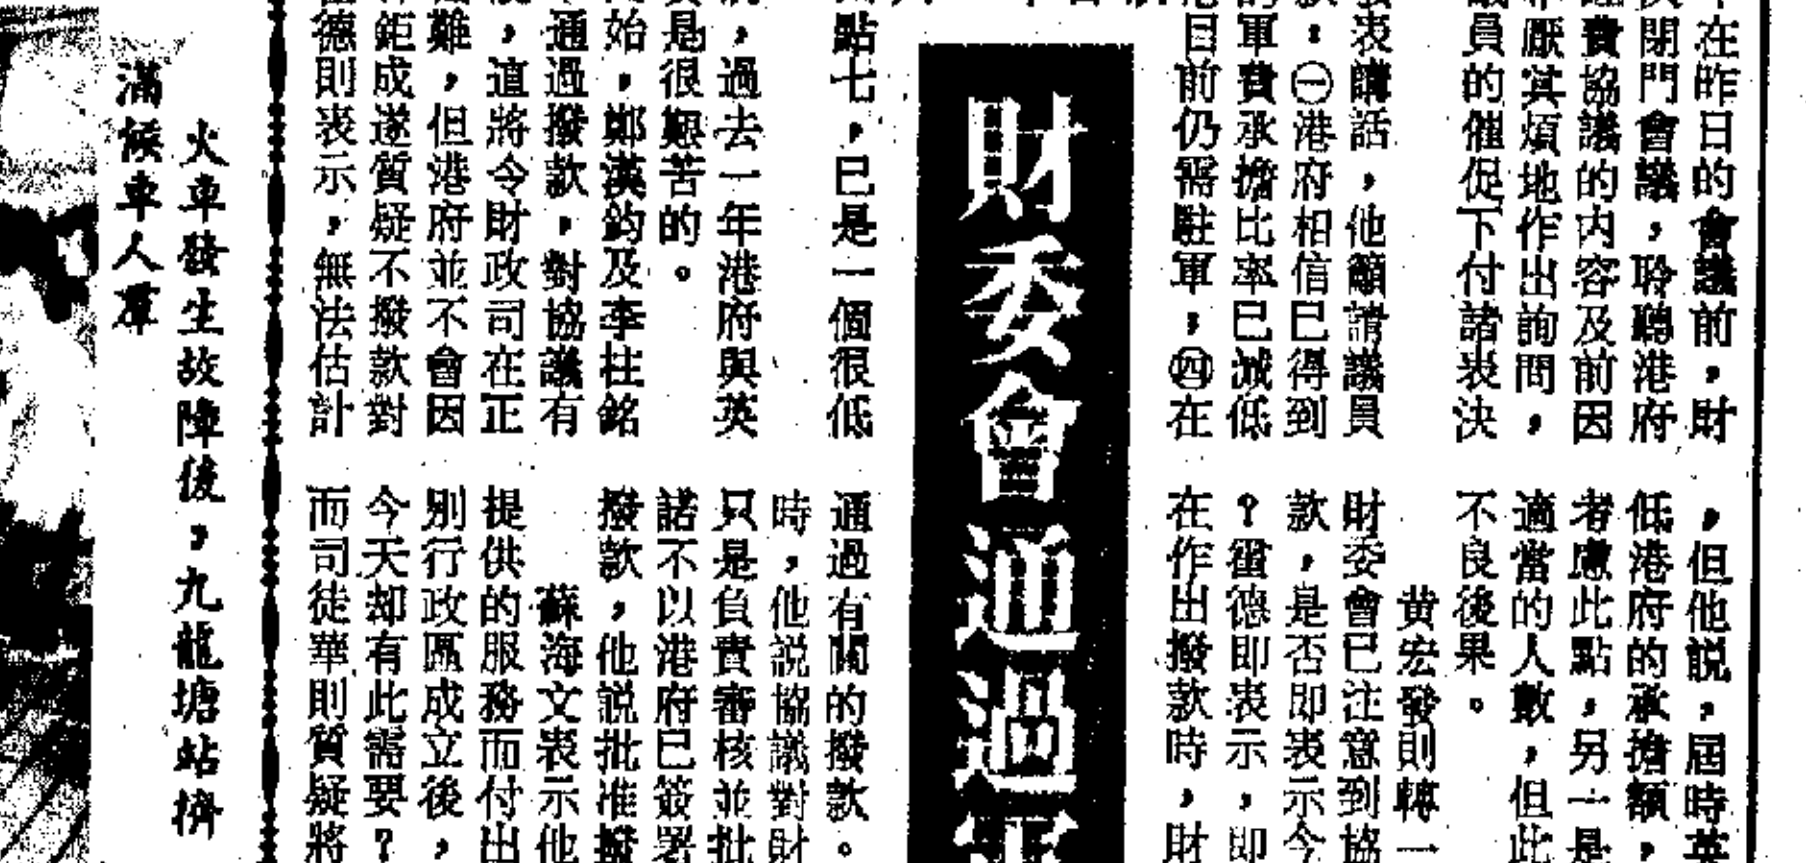 在昨日的會議前，財
閉門會議，聆聽港府
費協議的内容及前因
厭其煩地作出詢問，
員的催促下付諸表決
表講話，他籲請議員
：㊀港府相信已得到
軍費承擔比率已減低
目前仍需駐軍，㊃在
，但他説，屆時英
低港府的承擔額，
考慮此點，另一是
適當的人數，但此
不良後果。
黄宏發則轉一
財委會已注意到協
款，是否即表示今
？霍德即表示，即
在作出撥款時，財
財委會通過
點七，已是一個很低
，過去一年港府與英
是很艱苦的。
始，鄭漢鈞及李柱銘
通過撥款，對協議有
，這將令財政司在正
難，但港府並不會因
鉅成遂質疑不撥款對
德則表示，無法估計
通過有關的撥款。
時，他説協議對財
只是負責審核並批
諾不以港府已簽署
撥款，他説批准撥
蘇海文表示他
提供的服務而付出
別行政區成立後，
今天却有此需要？
而司徒華則質疑將
火車發生故障後，九龍塘站擠
滿候車人羣